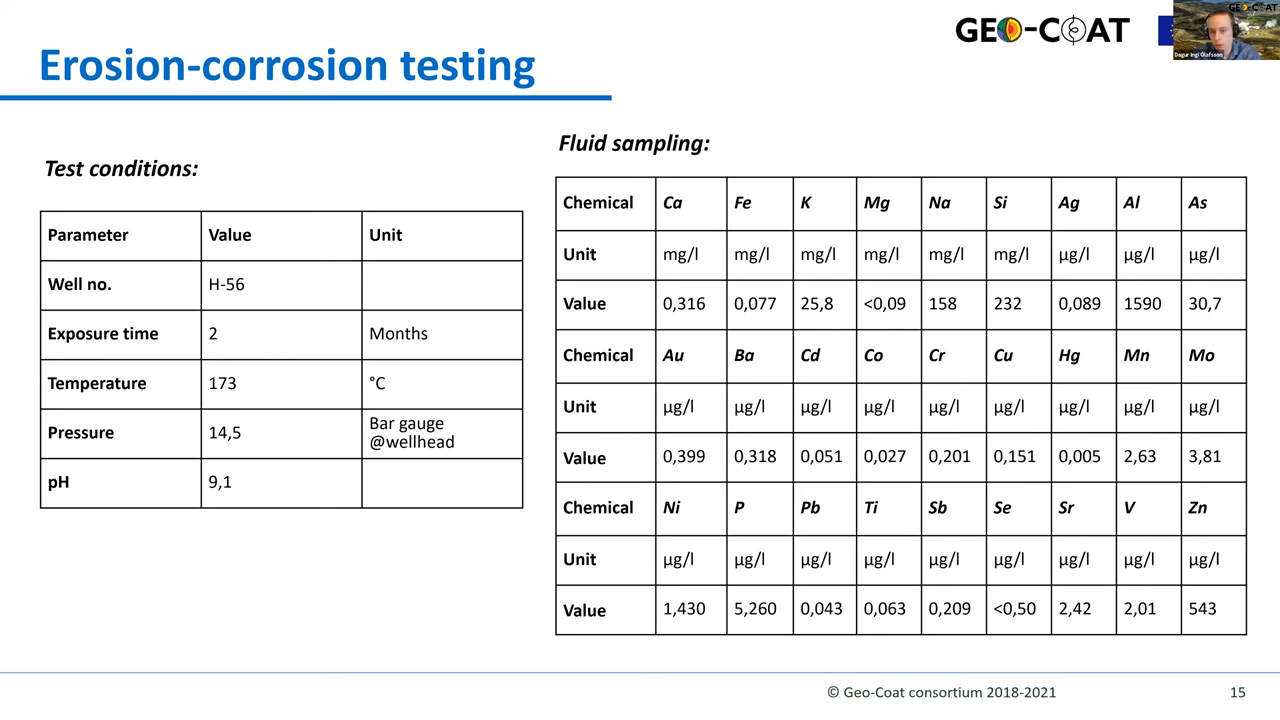 GEO-COAT
GEO-COAT
Dagur Ingi Ólafsson
Erosion-corrosion testing
Test conditions:
Parameter Value Unit
Well no. H-56
Exposure time 2 Months
Temperature 173 °C
Pressure 14,5 Bar gauge
@wellhead
pH 9,1
Fluid sampling:
Chemical Ca Fe K Mg Na Si Ag Al As
Unit mg/l mg/l mg/l mg/l mg/l mg/l µg/l µg/l µg/l
Value 0,316 0,077 25,8 <0,09 158 232 0,089 1590 30,7
Chemical Au Ba Cd Co Cr Cu Hg Mn Mo
Unit µg/l µg/l µg/l µg/l µg/l µg/l µg/l µg/l µg/l
Value 0,399 0,318 0,051 0,027 0,201 0,151 0,005 2,63 3,81
Chemical Ni P Pb Ti Sb Se Sr V Zn
Unit µg/l µg/l µg/l µg/l µg/l µg/l µg/l µg/l µg/l
Value 1,430 5,260 0,043 0,063 0,209 <0,50 2,42 2,01 543
© Geo-Coat consortium 2018-2021
15